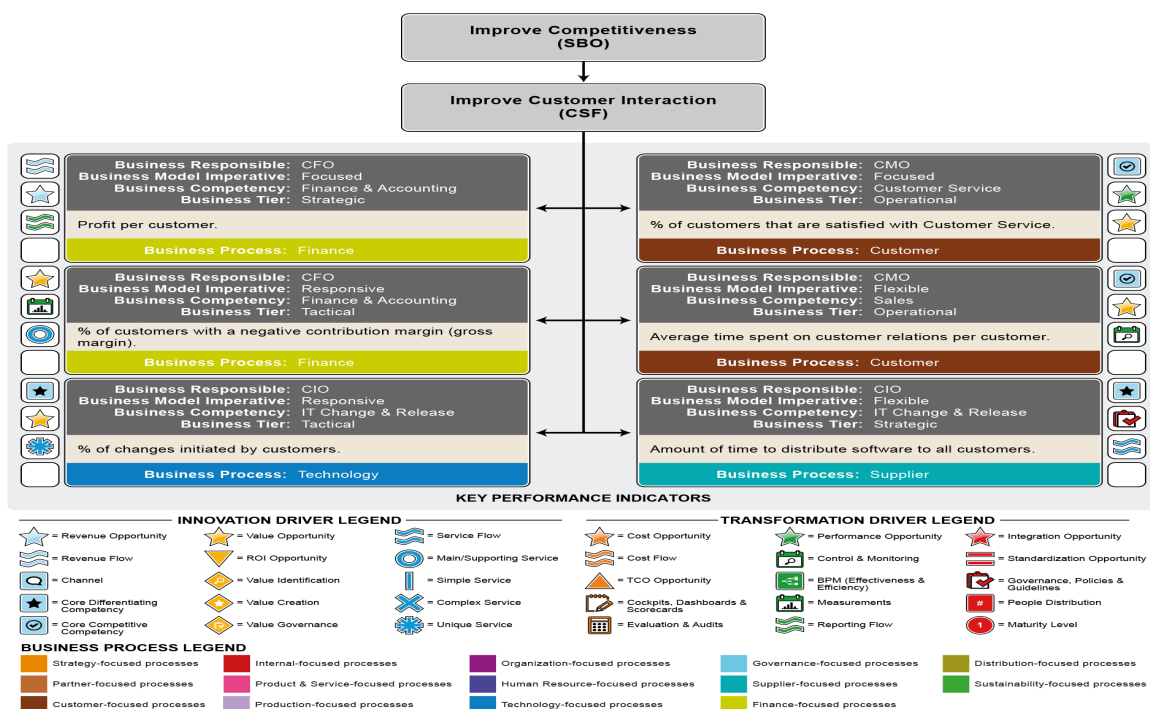 Improve Competitiveness
(SBO)
Improve Customer Interaction
(CSF)
Business Responsible: CFO
Business Model Imperative: Focused
Business Competency: Finance & Accounting
Business Tier: Strategic
Profit per customer.
Business Process: Finance
Business Responsible: CMO
Business Model Imperative: Focused
Business Competency: Customer Service
Business Tier: Operational
% of customers that are satisfied with Customer Service.
Business Process: Customer
Business Responsible: CFO
Business Model Imperative: Responsive
Business Competency: Finance & Accounting
Business Tier: Tactical
% of customers with a negative contribution margin (gross
margin).
Business Process: Finance
Business Responsible: CMO
Business Model Imperative: Flexible
Business Competency: Sales
Business Tier: Operational
Average time spent on customer relations per customer.
Business Process: Customer
Business Responsible: CIO
Business Model Imperative: Responsive
Business Competency: IT Change & Release
Business Tier: Tactical
% of changes initiated by customers.
Business Process: Technology
Business Responsible: CIO
Business Model Imperative: Flexible
Business Competency: IT Change & Release
Business Tier: Strategic
Amount of time to distribute software to all customers.
Business Process: Supplier
KEY PERFORMANCE INDICATORS
INNOVATION DRIVER LEGEND
= Revenue Opportunity
= Value Opportunity
= Service Flow
= Revenue Flow
= ROI Opportunity
= Main/Supporting Service
= Channel
= Value Identification
= Simple Service
= Core Differentiating
Competency
= Value Creation
= Complex Service
= Core Competitive
Competency
= Value Governance
= Unique Service
TRANSFORMATION DRIVER LEGEND
= Cost Opportunity
= Performance Opportunity
= Integration Opportunity
= Cost Flow
= Control & Monitoring
= Standardization Opportunity
= TCO Opportunity
= BPM (Effectiveness &
Efficiency)
= Governance, Policies &
Guidelines
= Cockpits, Dashboards &
Scorecards
= Measurements
#
= People Distribution
= Evaluation & Audits
= Reporting Flow
1
= Maturity Level
BUSINESS PROCESS LEGEND
Strategy-focused processes
Internal-focused processes
Organization-focused processes
Governance-focused processes
Distribution-focused processes
Partner-focused processes
Product & Service-focused processes
Human Resource-focused processes
Supplier-focused processes
Sustainability-focused processes
Customer-focused processes
Production-focused processes
Technology-focused processes
Finance-focused processes